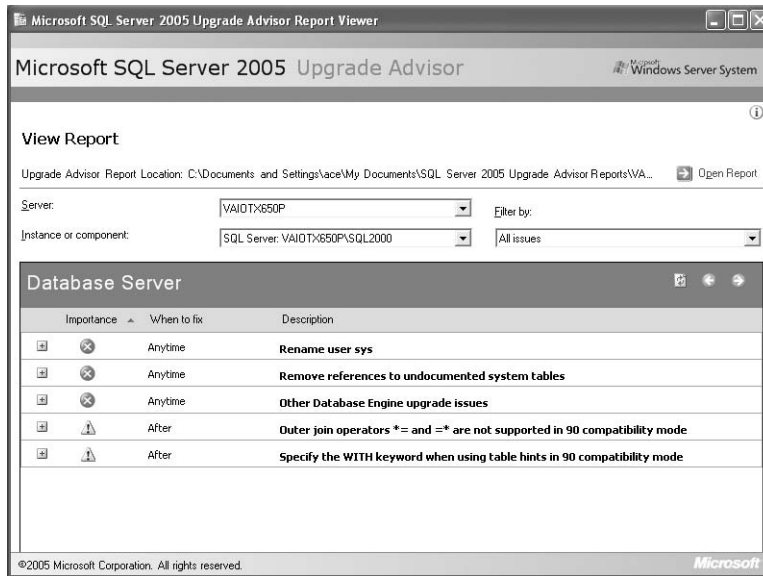 Microsoft SQL Server 2005 Upgrade Advisor Report Viewer
Microsoft SQL Server 2005 Upgrade Advisor
Microsoft Windows Server System
View Report
Upgrade Advisor Report Location: C:\Documents and Settings\ace\My Documents\SQL Server 2005 Upgrade Advisor Reports\VA... Open Report
Server: VAIOTX650P Filter by:
Instance or component: SQL Server: VAIOTX650P\SQL2000 All issues
Database Server
Importance When to fix Description
Anytime Rename user sys
Anytime Remove references to undocumented system tables
Anytime Other Database Engine upgrade issues
After Outer join operators *= and =* are not supported in 90 compatibility mode
After Specify the WITH keyword when using table hints in 90 compatibility mode
©2005 Microsoft Corporation. All rights reserved. Microsoft